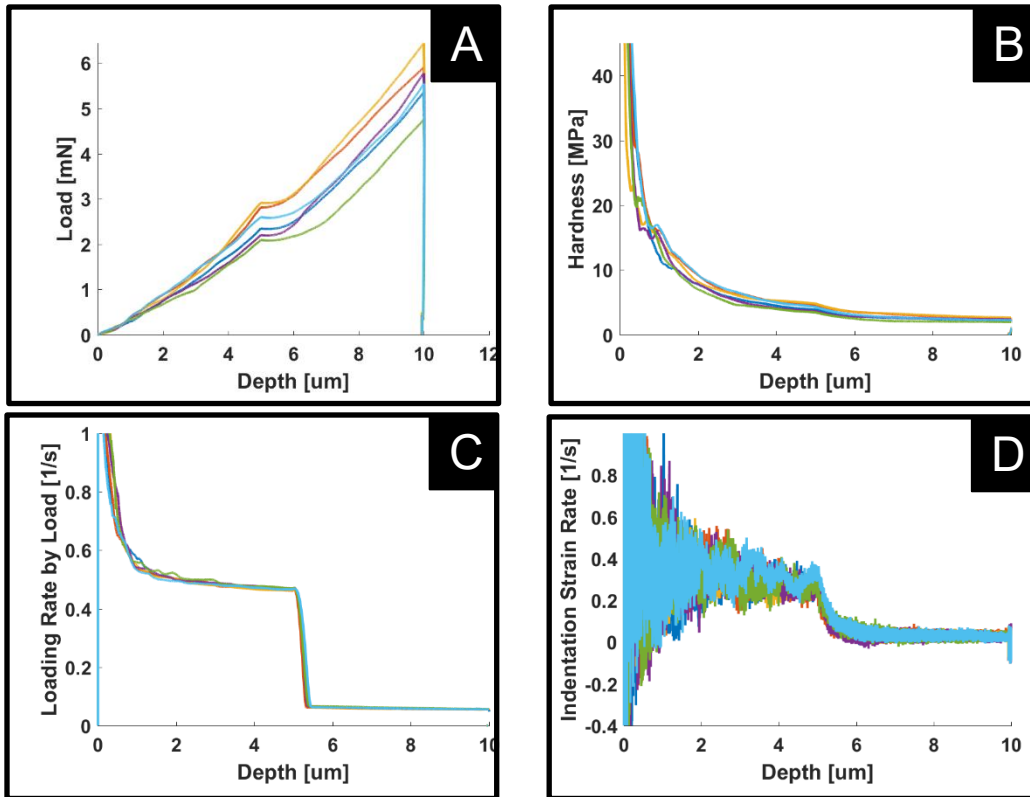 A
Load [mN]
6
5
4
3
2
1
0
0 2 4 6 8 10 12
Depth [um]
B
Hardness [MPa]
40
30
20
10
0
0 2 4 6 8 10
Depth [um]
C
Loading Rate by Load [1/s]
1
0.8
0.6
0.4
0.2
0
0 2 4 6 8 10
Depth [um]
D
Indentation Strain Rate [1/s]
0.8
0.6
0.4
0.2
0
-0.2
-0.4
0 2 4 6 8 10
Depth [um]